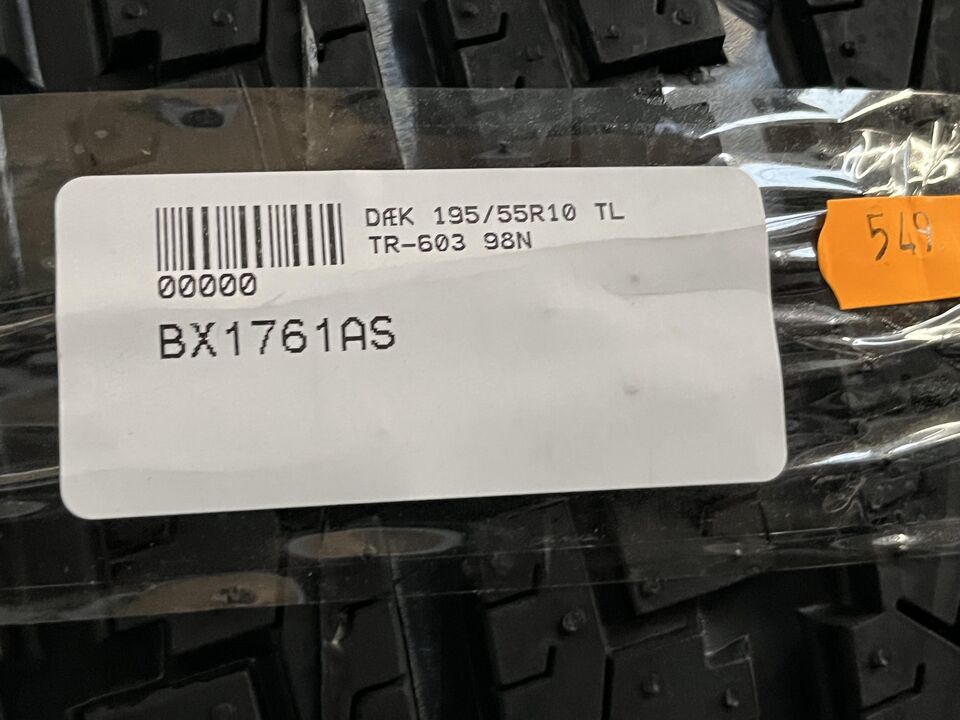 DÆK 195/55R10 TL
TR-603 98N
00000
BX1761AS
549